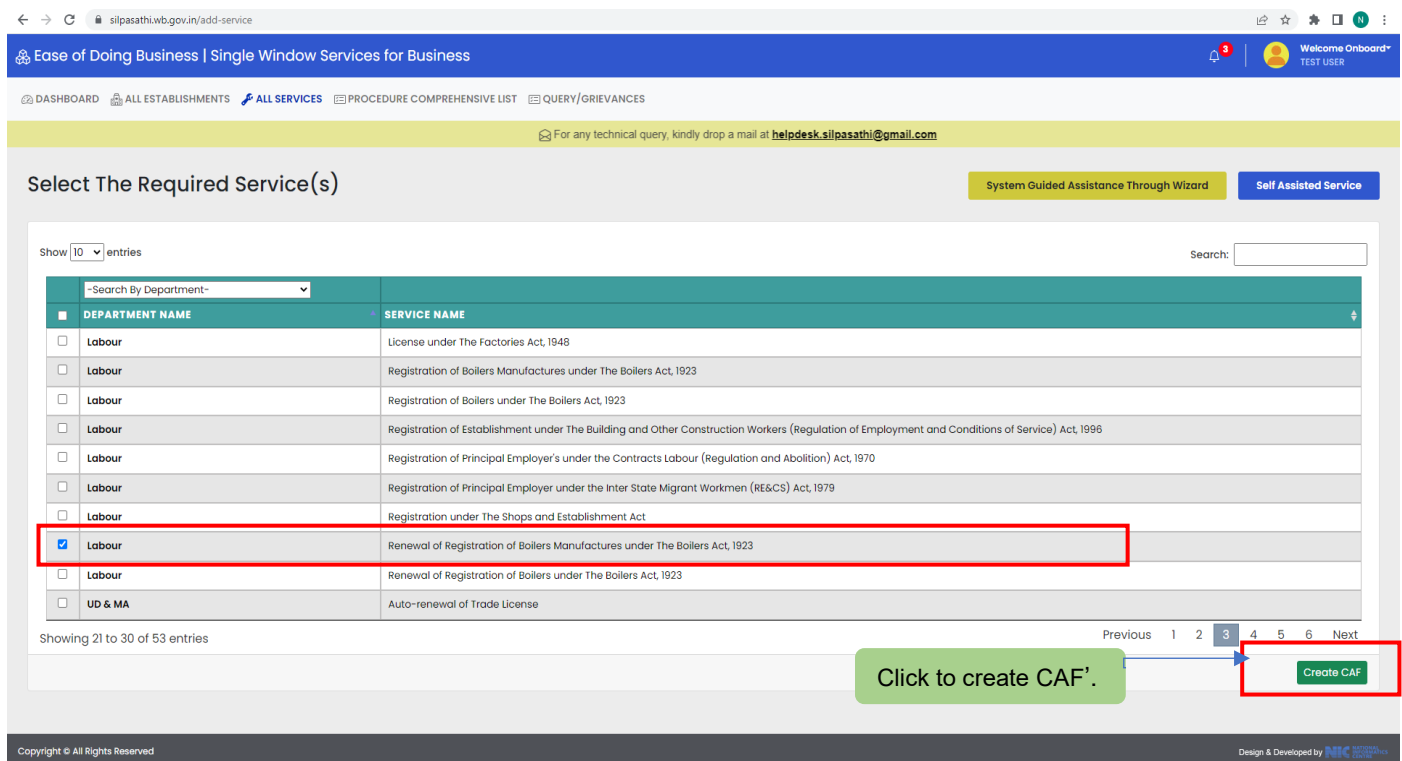 silpasathi.wb.gov.in/add-service
N
Ease of Doing Business | Single Window Services for Business
3
Welcome Onboard
TEST USER
DASHBOARD ALL ESTABLISHMENTS ALL SERVICES PROCEDURE COMPREHENSIVE LIST QUERY/GRIEVANCES
For any technical query, kindly drop a mail at helpdesk.silpasathi@gmail.com
Select The Required Service(s)
System Guided Assistance Through Wizard
Self Assisted Service
Show 10 entries
Search:
-Search By Department-
DEPARTMENT NAME SERVICE NAME
Labour License under The Factories Act, 1948
Labour Registration of Boilers Manufactures under The Boilers Act, 1923
Labour Registration of Boilers under The Boilers Act, 1923
Labour Registration of Establishment under The Building and Other Construction Workers (Regulation of Employment and Conditions of Service) Act, 1996
Labour Registration of Principal Employer's under the Contracts Labour (Regulation and Abolition) Act, 1970
Labour Registration of Principal Employer under the Inter State Migrant Workmen (RE&CS) Act, 1979
Labour Registration under The Shops and Establishment Act
Labour Renewal of Registration of Boilers Manufactures under The Boilers Act, 1923
Labour Renewal of Registration of Boilers under The Boilers Act, 1923
UD & MA Auto-renewal of Trade License
Showing 21 to 30 of 53 entries
Previous 1 2 3 4 5 6 Next
Click to create CAF’.
Create CAF
Copyright © All Rights Reserved
Design & Developed by NIC NATIONAL INFORMATICS CENTRE